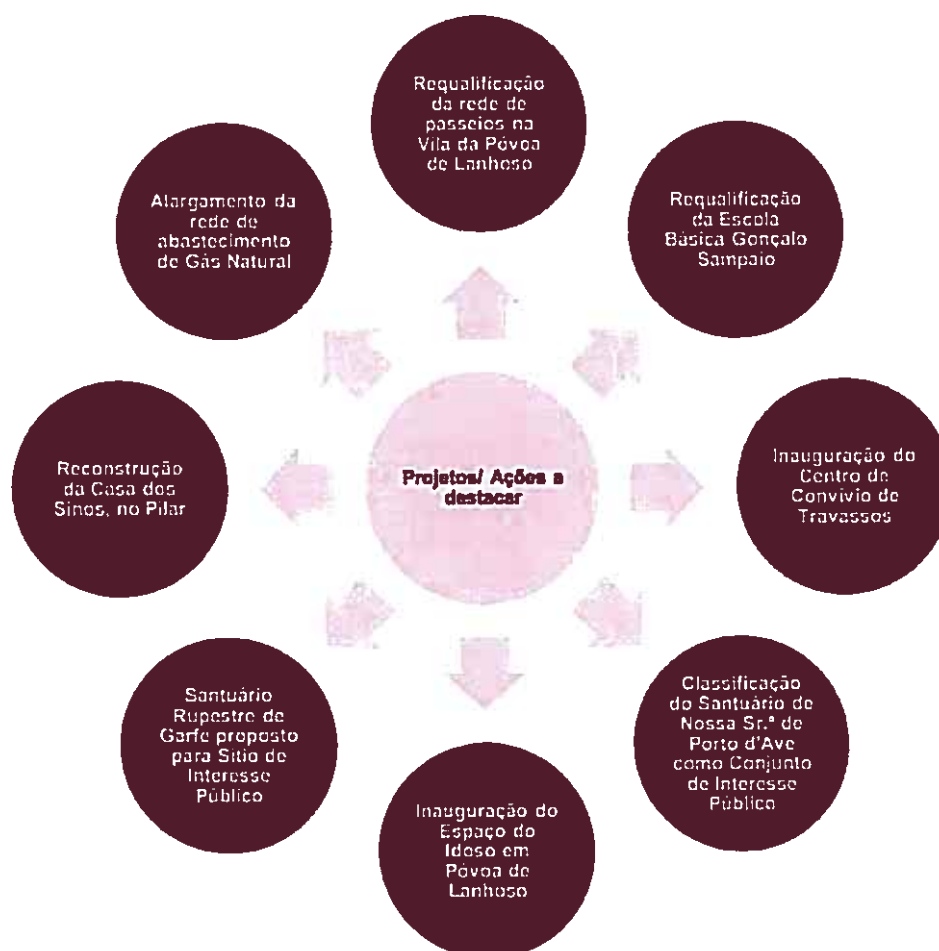 Requalificação
da rede de
passeios na
Vila da Póvoa
de Lanhoso
Requalificação
da Escola
Básica Gonçalo
Sampaio
Inauguração do
Centro de
Convívio de
Travassos
Classificação
do Santuário de
Nossa Sr.ª de
Porto d'Ave
como Conjunto
de Interesse
Público
Inauguração do
Espaço do
Idoso em
Póvoa de
Lanhoso
Santuário
Rupestre de
Garfe proposto
para Sítio de
Interesse
Público
Reconstrução
da Casa dos
Sinos, no Pilar
Alargamento da
rede de
abastecimento
de Gás Natural
Projetos/ Ações a
destacar